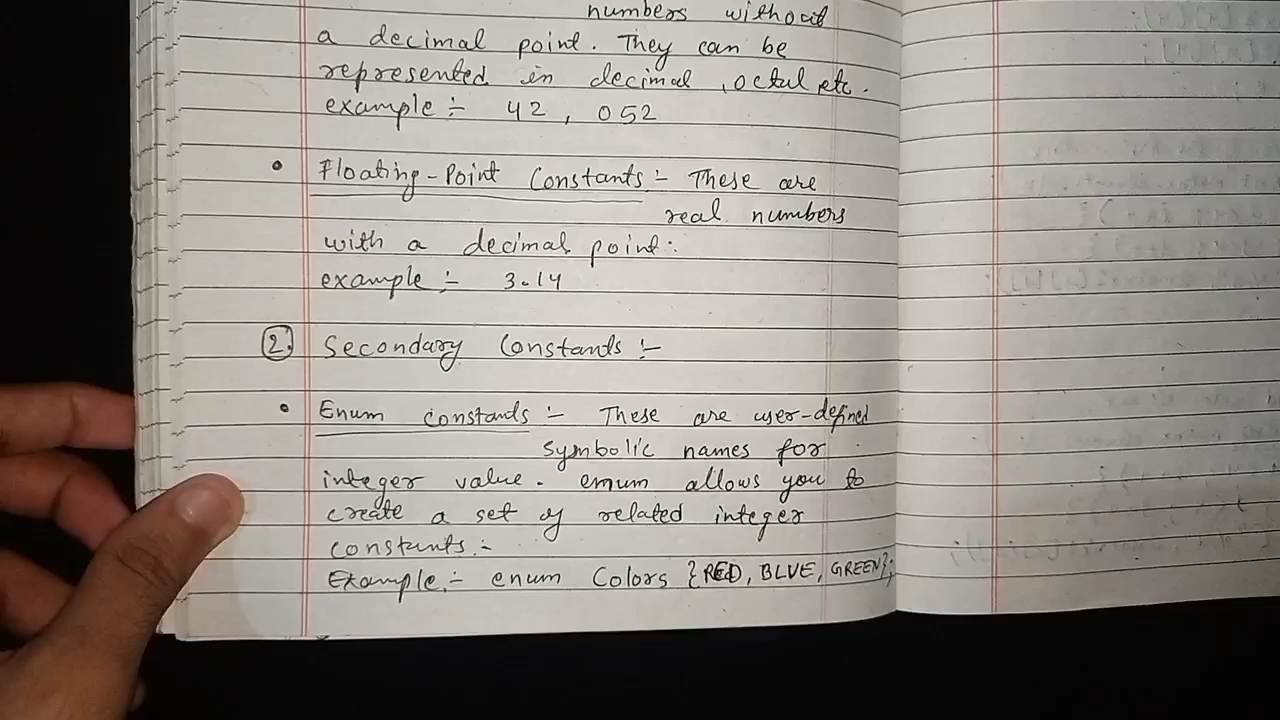 numbers without
a decimal point. They can be
represented in decimal, octal etc.
example :- 42, 052
• Floating-Point Constants :- These are
real numbers
with a decimal point :-
example :- 3.14
2. Secondary Constants :-
• Enum constants :- These are user-defined
symbolic names for
integer value. enum allows you to
create a set of related integer
constants :-
Example :- enum Colors {RED, BLUE, GREEN};